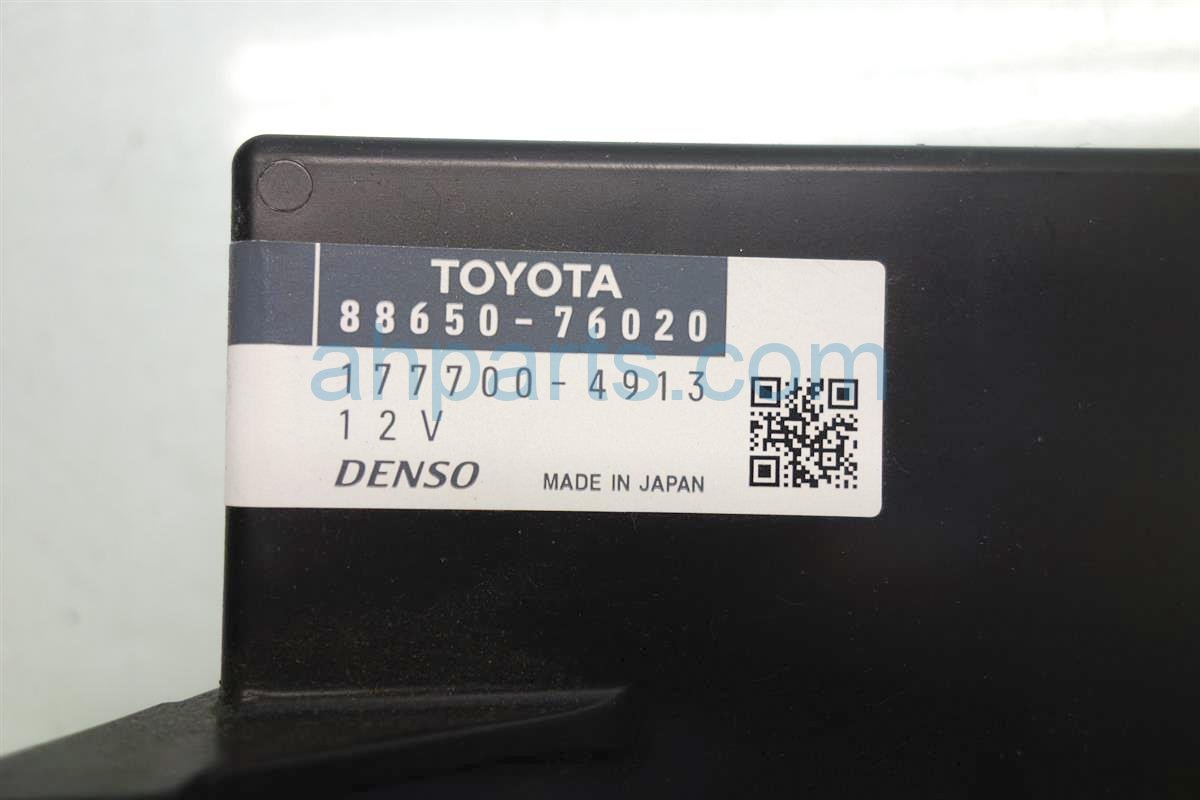 TOYOTA
88650-76020
177700-4913
12V
DENSO MADE IN JAPAN
ahparts.com